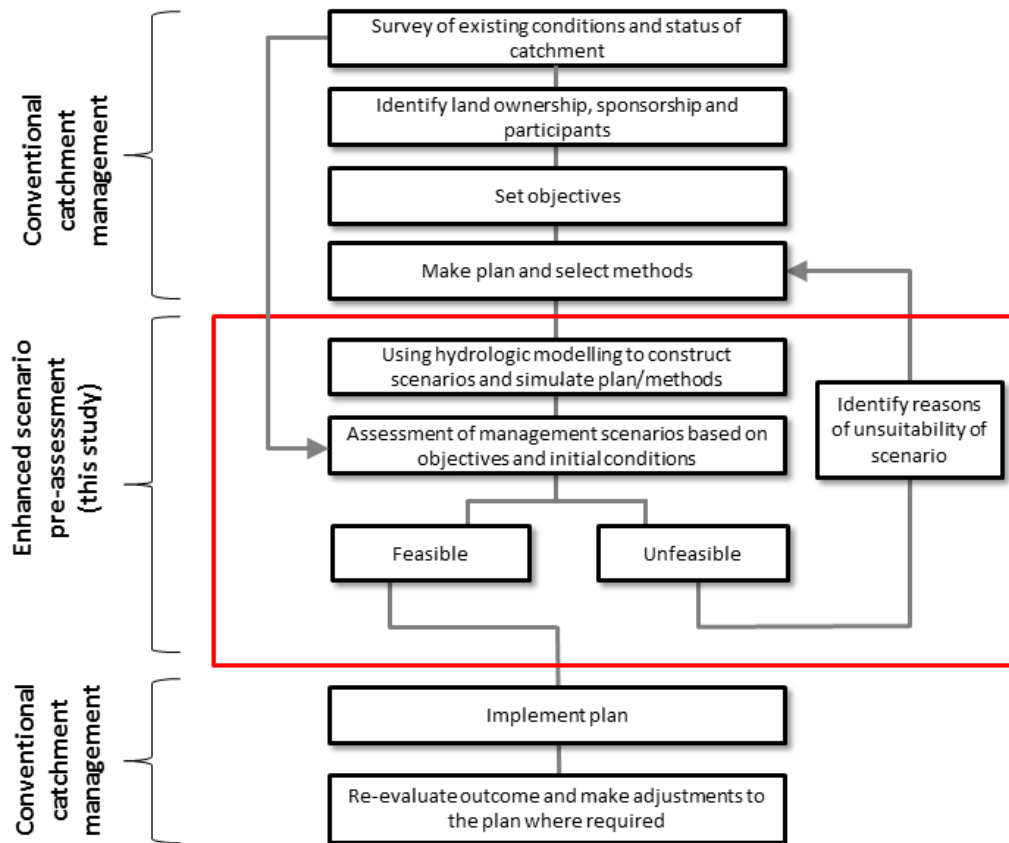 Conventional
catchment
management
Survey of existing conditions and status of
catchment
Identify land ownership, sponsorship and
participants
Set objectives
Make plan and select methods
Enhanced scenario
pre-assessment
(this study)
Using hydrologic modelling to construct
scenarios and simulate plan/methods
Assessment of management scenarios based on
objectives and initial conditions
Identify reasons
of unsuitability of
scenario
Feasible
Unfeasible
Conventional
catchment
management
Implement plan
Re-evaluate outcome and make adjustments to
the plan where required